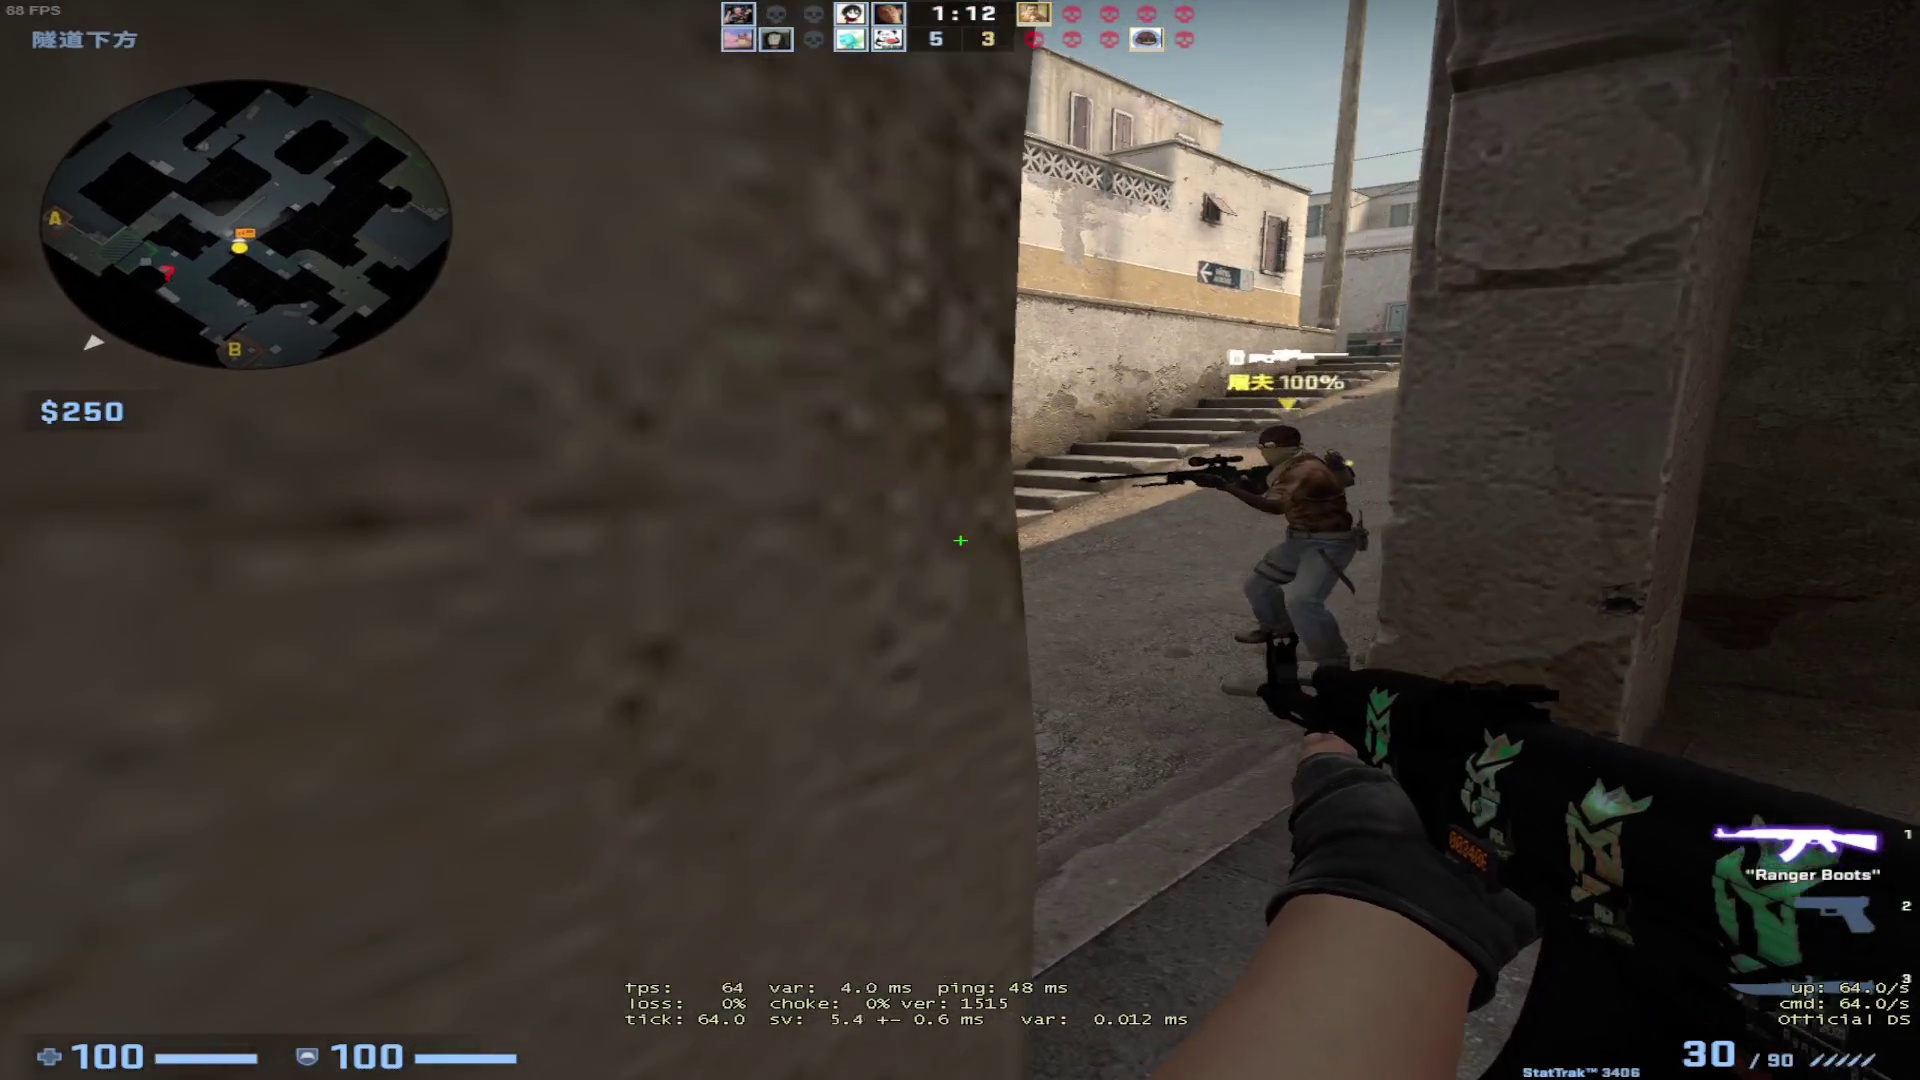 68 FPS
隧道下方
1:12
5 3
A
B
$250
屠夫 100%
"Ranger Boots"
1
2
3
fps: 64 var: 4.0 ms ping: 48 ms
loss: 0% choke: 0% ver: 1515
tick: 64.0 sv: 5.4 +- 0.6 ms var: 0.012 ms
up: 64.0/s
cmd: 64.0/s
Official DS
100 100
30 / 90
StatTrak™ 3406